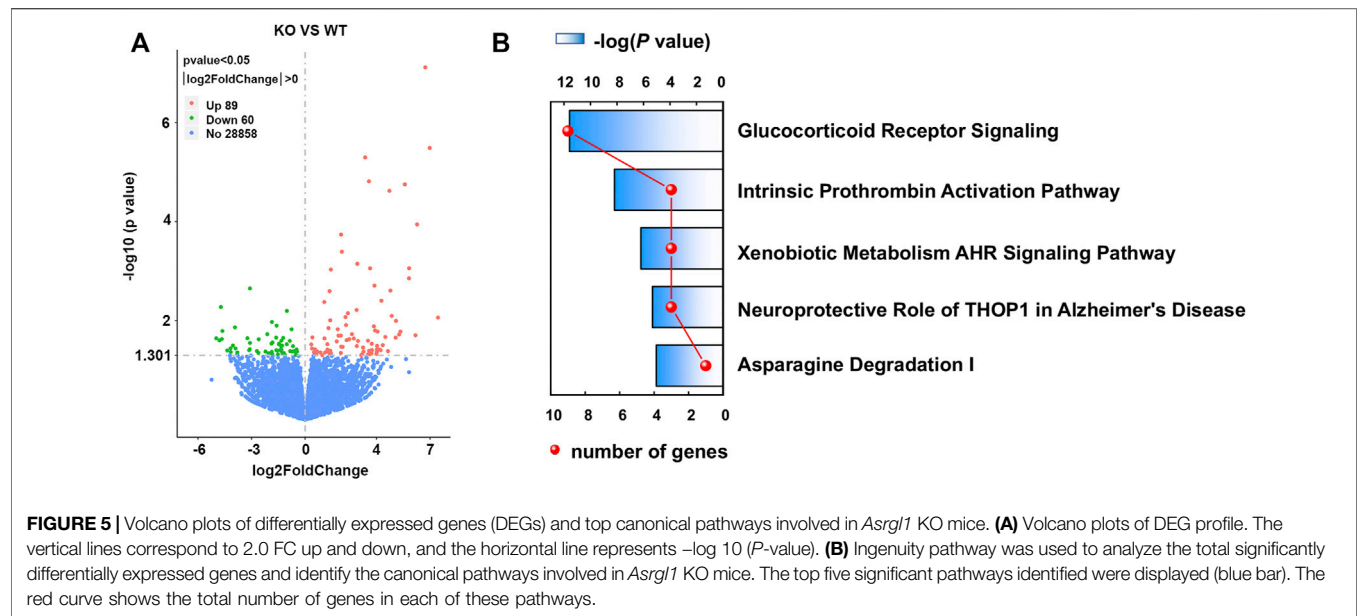 A
KO VS WT
pvalue<0.05
|log2FoldChange| >0
Up 89
Down 60
No 28858
-log10 (p value)
6
4
2
1.301
-6 -3 0 4 7
log2FoldChange
B
-log(P value)
12 10 8 6 4 2 0
Glucocorticoid Receptor Signaling
Intrinsic Prothrombin Activation Pathway
Xenobiotic Metabolism AHR Signaling Pathway
Neuroprotective Role of THOP1 in Alzheimer's Disease
Asparagine Degradation I
10 8 6 4 2 0
number of genes
FIGURE 5 | Volcano plots of differentially expressed genes (DEGs) and top canonical pathways involved in Asrgl1 KO mice. (A) Volcano plots of DEG profile. The
vertical lines correspond to 2.0 FC up and down, and the horizontal line represents –log 10 (P-value). (B) Ingenuity pathway was used to analyze the total significantly
differentially expressed genes and identify the canonical pathways involved in Asrgl1 KO mice. The top five significant pathways identified were displayed (blue bar). The
red curve shows the total number of genes in each of these pathways.